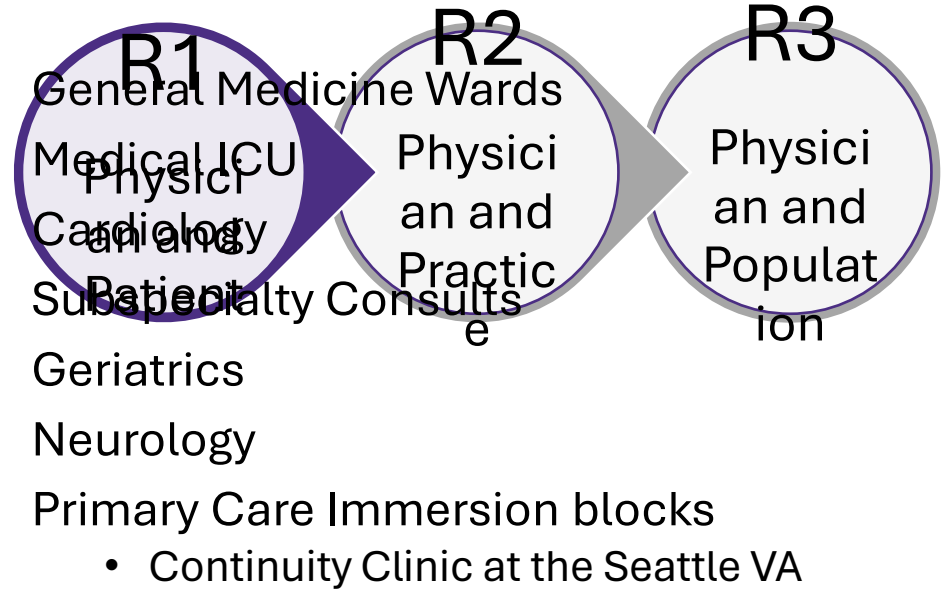 R1
Physici
an and
Patient
R2
Physici
an and
Practic
e
R3
Physici
an and
Populat
ion
General Medicine Wards
Medical ICU
Cardiology
Subspecialty Consults
Geriatrics
Neurology
Primary Care Immersion blocks
• Continuity Clinic at the Seattle VA